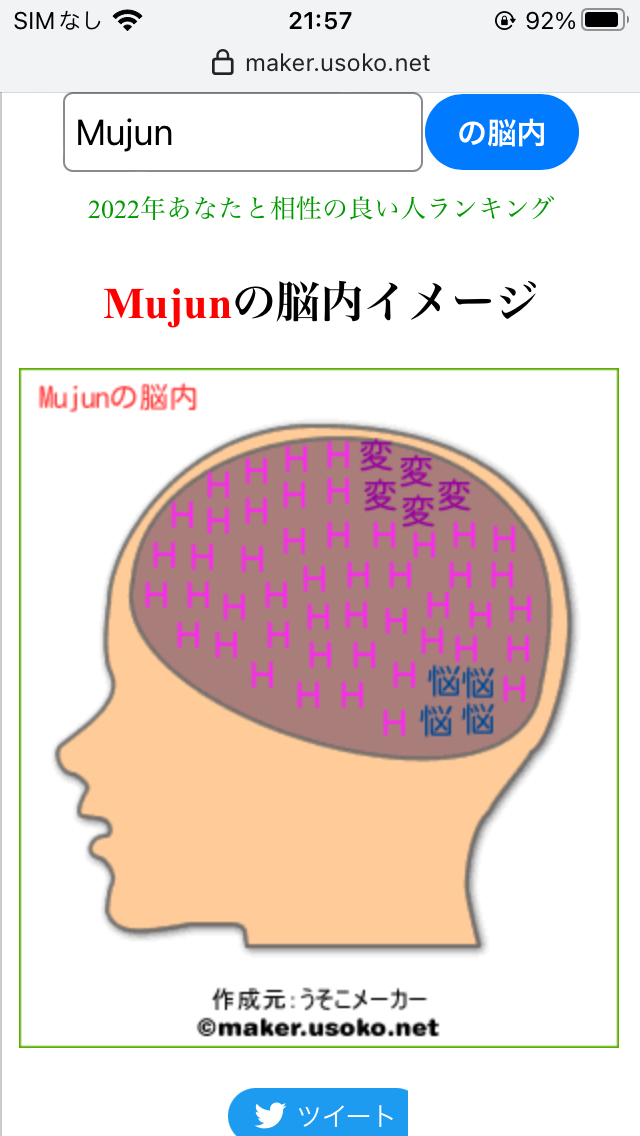 SIMなし 21:57 92%
maker.usoko.net
Mujun の脳内
2022年あなたと相性の良い人ランキング
Mujunの脳内イメージ
Mujunの脳内
H H H H 変 変
H H H H 変 変 変
H H H H H H H H
H H H H H H H H
H H H H H H H H H
H H H H H H H H
H H H H H 悩 悩 H
H H H 悩 悩
作成元:うそこメーカー
©maker.usoko.net
ツイート